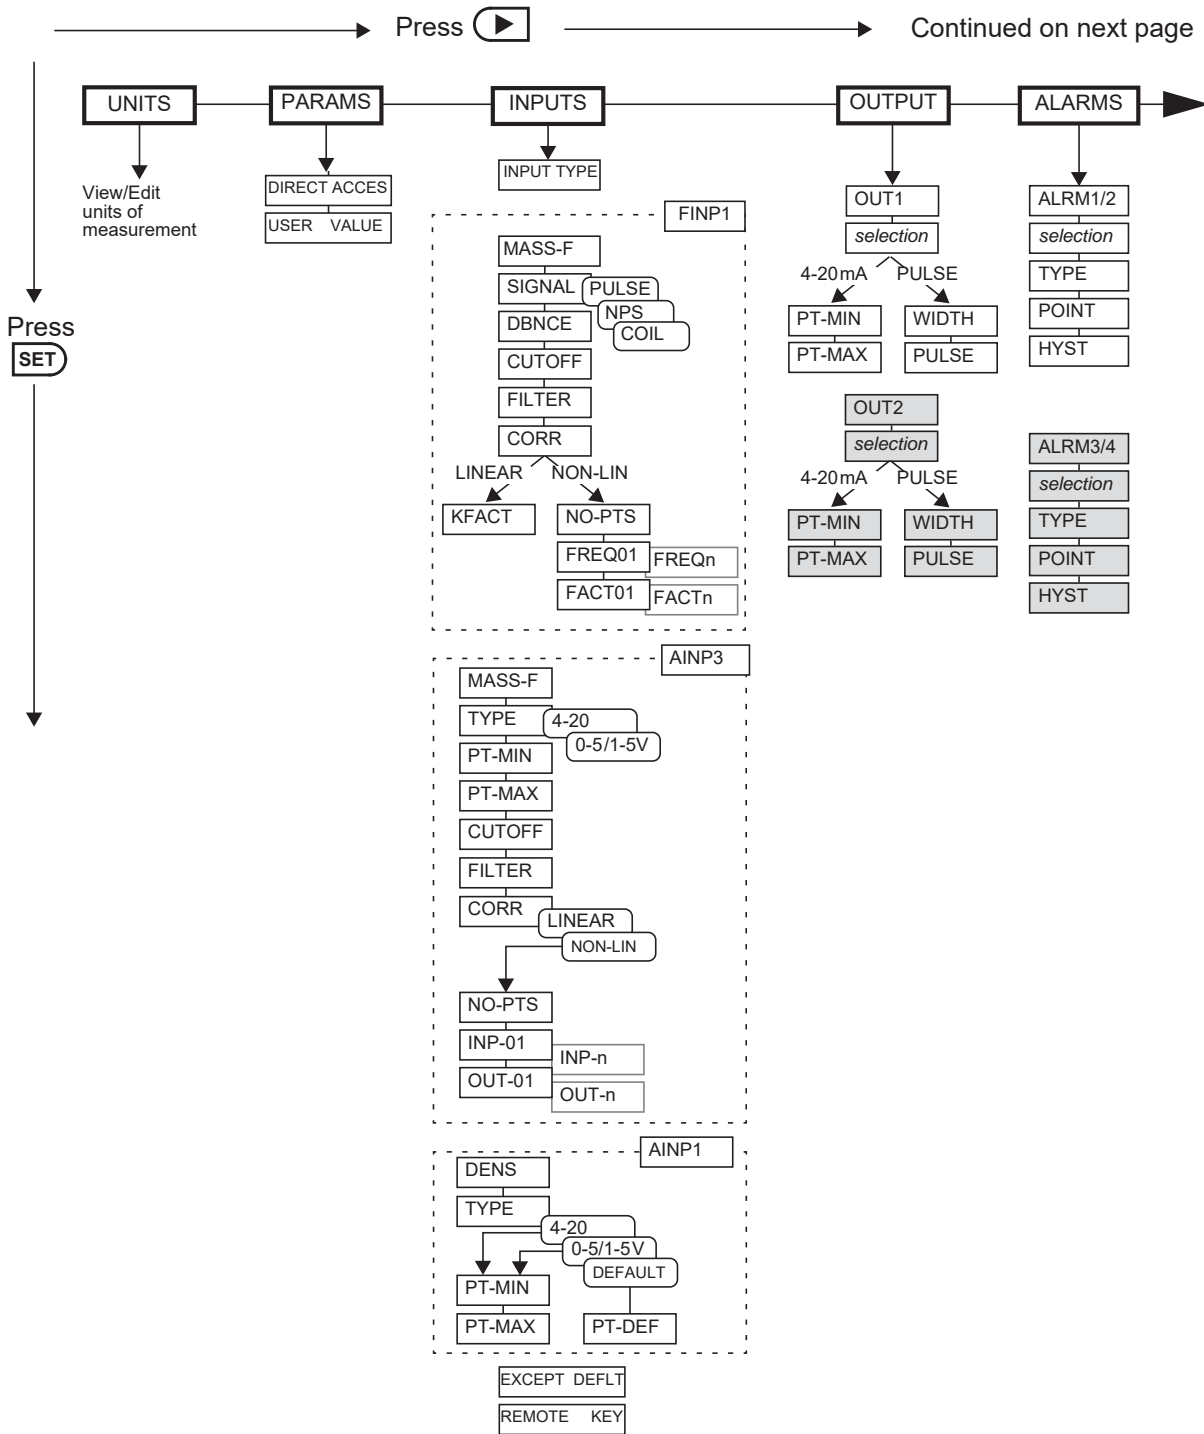 Press
Continued on next page
Press
SET
UNITS
PARAMS
INPUTS
OUTPUT
ALARMS
View/Edit
units of
measurement
DIRECT ACCES
USER VALUE
INPUT TYPE
FINP1
MASS-F
SIGNAL
PULSE
NPS
COIL
DBNCE
CUTOFF
FILTER
CORR
LINEAR
NON-LIN
KFACT
NO-PTS
FREQ01
FREQn
FACT01
FACTn
AINP3
MASS-F
TYPE
4-20
0-5/1-5V
PT-MIN
PT-MAX
CUTOFF
FILTER
CORR
LINEAR
NON-LIN
NO-PTS
INP-01
INP-n
OUT-01
OUT-n
AINP1
DENS
TYPE
4-20
0-5/1-5V
DEFAULT
PT-MIN
PT-MAX
PT-DEF
EXCEPT DEFLT
REMOTE KEY
OUT1
selection
4-20mA
PULSE
PT-MIN
WIDTH
PT-MAX
PULSE
OUT2
selection
4-20mA
PULSE
PT-MIN
WIDTH
PT-MAX
PULSE
ALRM1/2
selection
TYPE
POINT
HYST
ALRM3/4
selection
TYPE
POINT
HYST